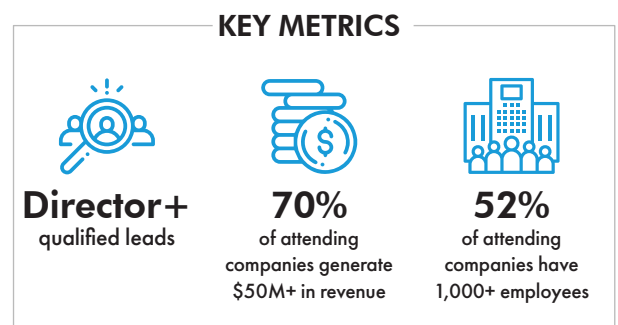 KEY METRICS
$
Director+
qualified leads
70%
of attending
companies generate
$50M+ in revenue
52%
of attending
companies have
1,000+ employees